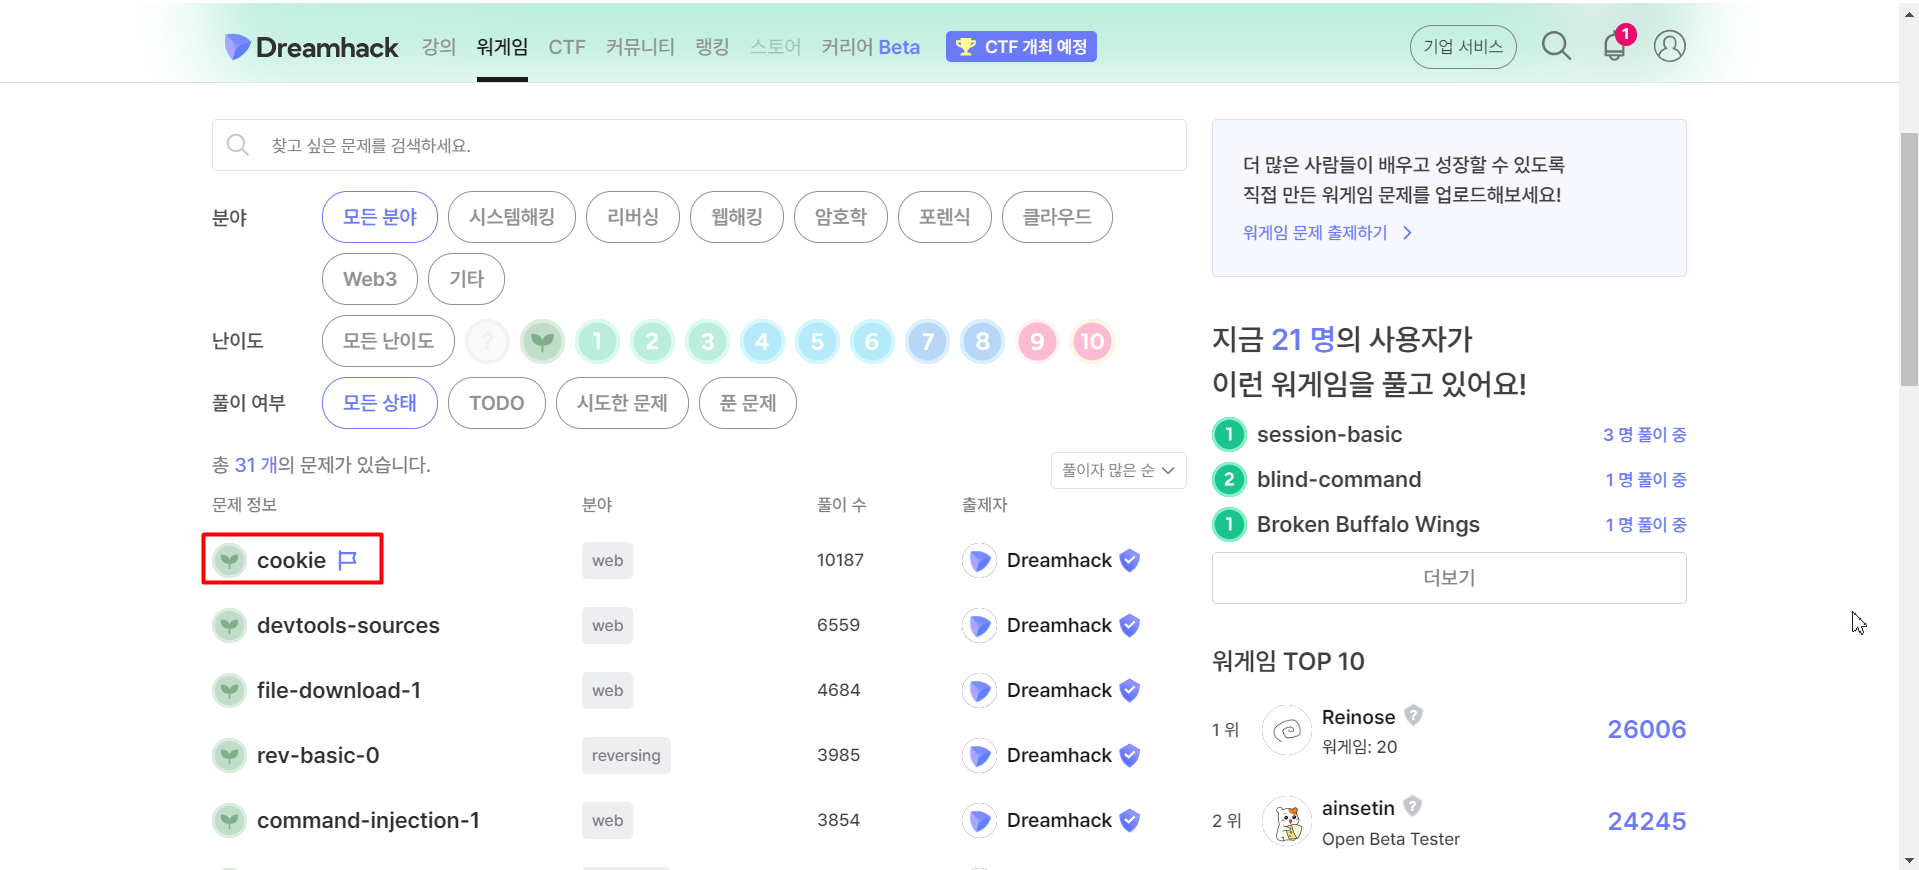 Dreamhack 강의 워게임 CTF 커뮤니티 랭킹 스토어 커리어 Beta CTF 개최 예정 기업 서비스 1
찾고 싶은 문제를 검색하세요.
분야 모든 분야 시스템해킹 리버싱 웹해킹 암호학 포렌식 클라우드
Web3 기타
난이도 모든 난이도 ? 1 2 3 4 5 6 7 8 9 10
풀이 여부 모든 상태 TODO 시도한 문제 푼 문제
총 31 개의 문제가 있습니다.
풀이자 많은 순
문제 정보 분야 풀이 수 출제자
cookie web 10187 Dreamhack
devtools-sources web 6559 Dreamhack
file-download-1 web 4684 Dreamhack
rev-basic-0 reversing 3985 Dreamhack
command-injection-1 web 3854 Dreamhack
더 많은 사람들이 배우고 성장할 수 있도록
직접 만든 워게임 문제를 업로드해보세요!
워게임 문제 출제하기
지금 21 명의 사용자가
이런 워게임을 풀고 있어요!
1 session-basic 3 명 풀이 중
2 blind-command 1 명 풀이 중
1 Broken Buffalo Wings 1 명 풀이 중
더보기
워게임 TOP 10
1 위 Reinose ? 26006
워게임: 20
2 위 ainsetin ? 24245
Open Beta Tester